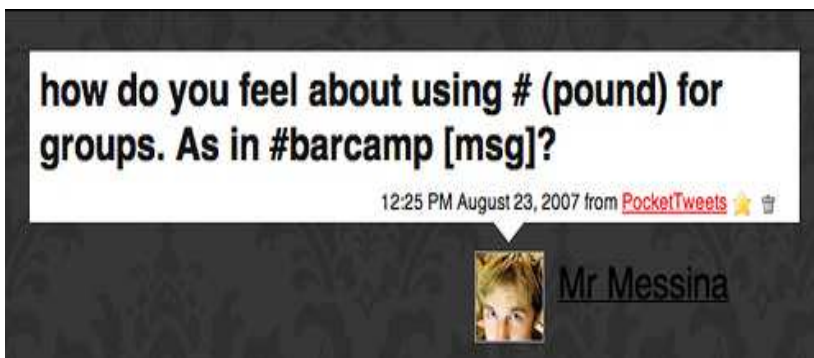 how do you feel about using # (pound) for
groups. As in #barcamp [msg]?
12:25 PM August 23, 2007 from PocketTweets
Mr Messina